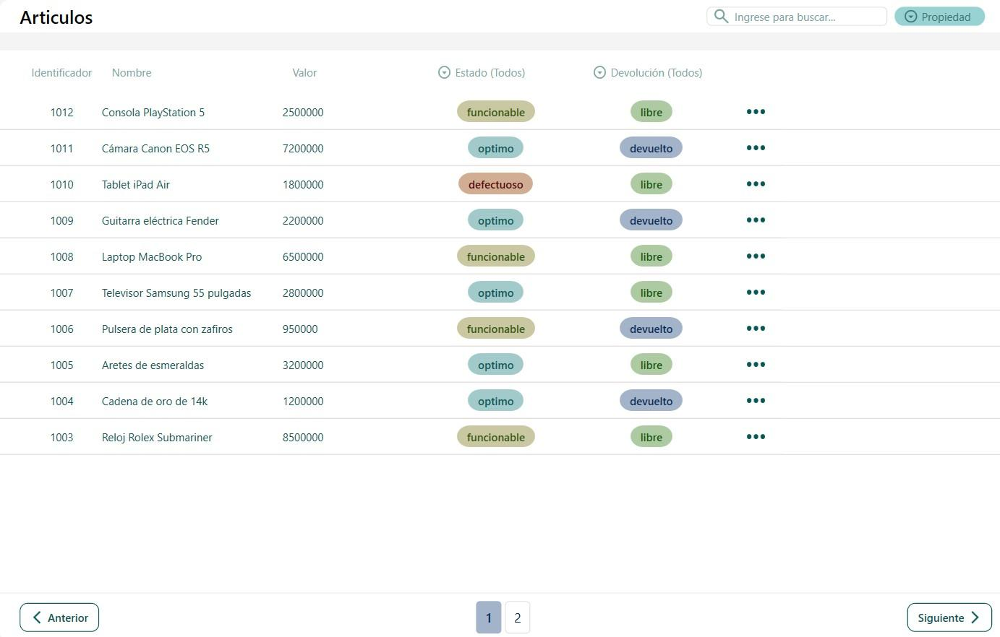 Articulos
Ingrese para buscar...
Propiedad
Identificador Nombre Valor Estado (Todos) Devolución (Todos)
1012 Consola PlayStation 5 2500000 funcionable libre
1011 Cámara Canon EOS R5 7200000 optimo devuelto
1010 Tablet iPad Air 1800000 defectuoso libre
1009 Guitarra eléctrica Fender 2200000 optimo devuelto
1008 Laptop MacBook Pro 6500000 funcionable libre
1007 Televisor Samsung 55 pulgadas 2800000 optimo libre
1006 Pulsera de plata con zafiros 950000 funcionable devuelto
1005 Aretes de esmeraldas 3200000 optimo libre
1004 Cadena de oro de 14k 1200000 optimo devuelto
1003 Reloj Rolex Submariner 8500000 funcionable libre
Anterior 1 2 Siguiente